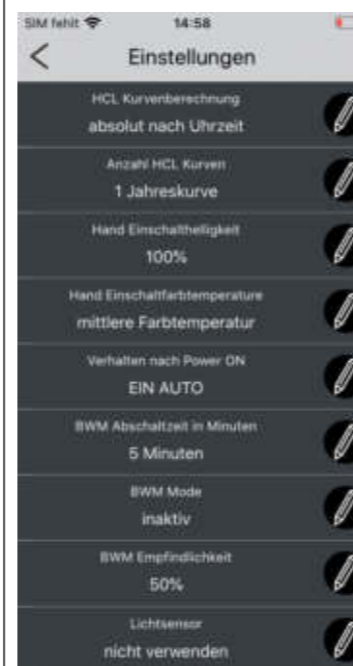 SIM fehlt
14:58
Einstellungen
HCL Kurvenberechnung
absolut nach Uhrzeit
Anzahl HCL Kurven
1 Jahreskurve
Hand Einschalthelligkeit
100%
Hand Einschaltfarbtemperature
mittlere Farbtemperatur
Verhalten nach Power ON
EIN AUTO
BWM Abschaltzeit in Minuten
5 Minuten
BWM Mode
inaktiv
BWM Empfindlichkeit
50%
Lichtsensor
nicht verwenden